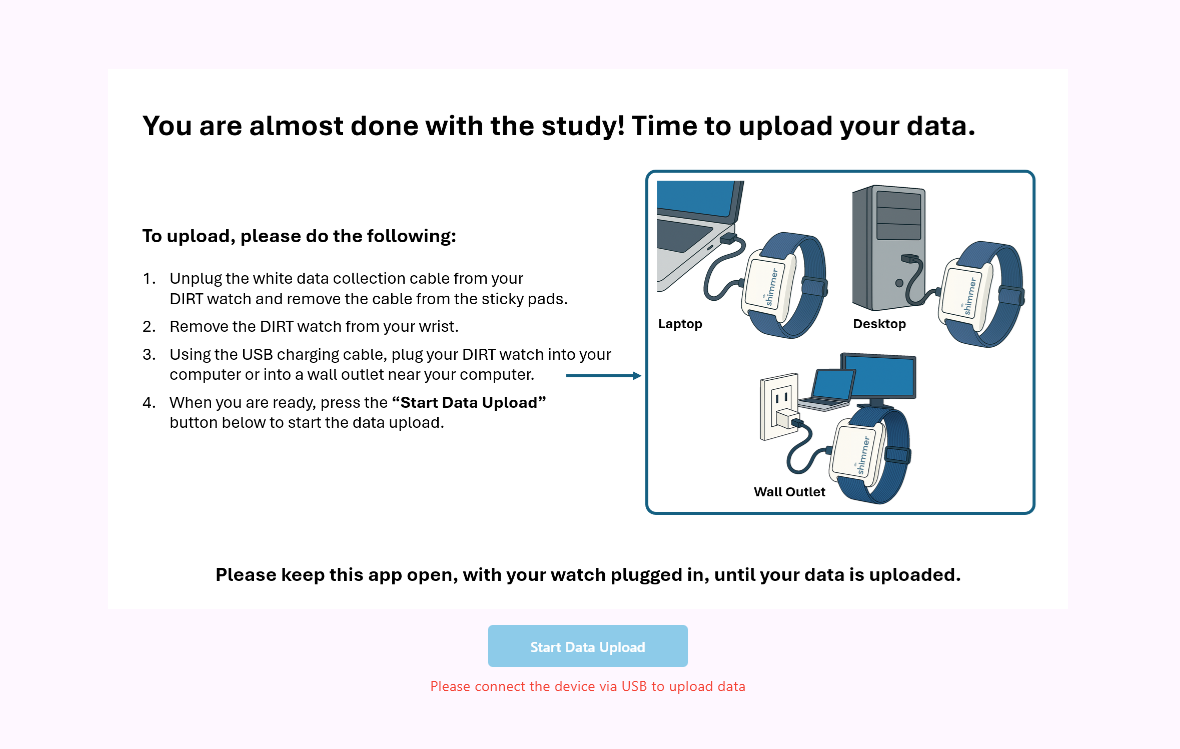 You are almost done with the study! Time to upload your data.
To upload, please do the following:
1. Unplug the white data collection cable from your
DIRT watch and remove the cable from the sticky pads.
2. Remove the DIRT watch from your wrist.
3. Using the USB charging cable, plug your DIRT watch into your
computer or into a wall outlet near your computer.
4. When you are ready, press the “Start Data Upload”
button below to start the data upload.
shimmer
Laptop
shimmer
Desktop
shimmer
Wall Outlet
Please keep this app open, with your watch plugged in, until your data is uploaded.
Start Data Upload
Please connect the device via USB to upload data